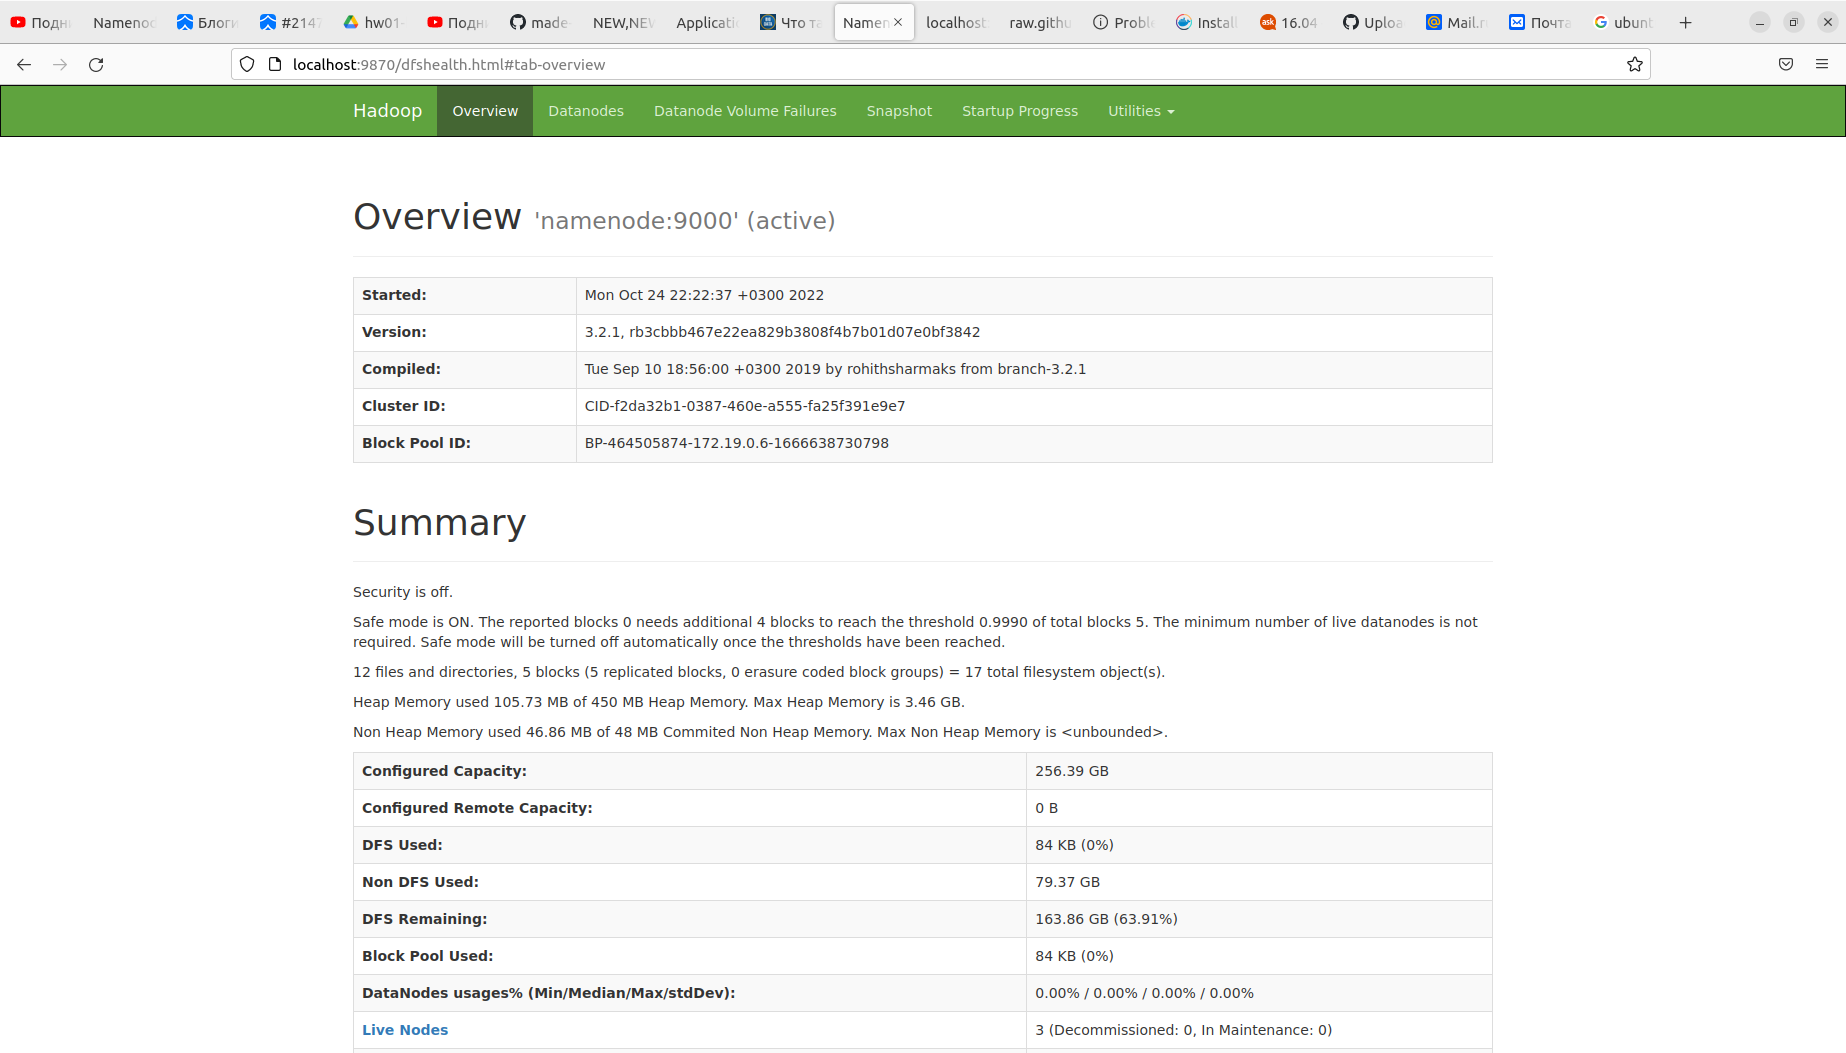 Подн Namenod Блоги #2147 hw01- Подн made- NEW,NEW Applicatio Что та Namen localhost: raw.githu Proble Install 16.04 Uploa Mail.r Почта ubunt
localhost:9870/dfshealth.html#tab-overview
Hadoop Overview Datanodes Datanode Volume Failures Snapshot Startup Progress Utilities
Overview 'namenode:9000' (active)
Started: Mon Oct 24 22:22:37 +0300 2022
Version: 3.2.1, rb3cbbb467e22ea829b3808f4b7b01d07e0bf3842
Compiled: Tue Sep 10 18:56:00 +0300 2019 by rohithsharmaks from branch-3.2.1
Cluster ID: CID-f2da32b1-0387-460e-a555-fa25f391e9e7
Block Pool ID: BP-464505874-172.19.0.6-1666638730798
Summary
Security is off.
Safe mode is ON. The reported blocks 0 needs additional 4 blocks to reach the threshold 0.9990 of total blocks 5. The minimum number of live datanodes is not
required. Safe mode will be turned off automatically once the thresholds have been reached.
12 files and directories, 5 blocks (5 replicated blocks, 0 erasure coded block groups) = 17 total filesystem object(s).
Heap Memory used 105.73 MB of 450 MB Heap Memory. Max Heap Memory is 3.46 GB.
Non Heap Memory used 46.86 MB of 48 MB Commited Non Heap Memory. Max Non Heap Memory is <unbounded>.
Configured Capacity: 256.39 GB
Configured Remote Capacity: 0 B
DFS Used: 84 KB (0%)
Non DFS Used: 79.37 GB
DFS Remaining: 163.86 GB (63.91%)
Block Pool Used: 84 KB (0%)
DataNodes usages% (Min/Median/Max/stdDev): 0.00% / 0.00% / 0.00% / 0.00%
Live Nodes 3 (Decommissioned: 0, In Maintenance: 0)